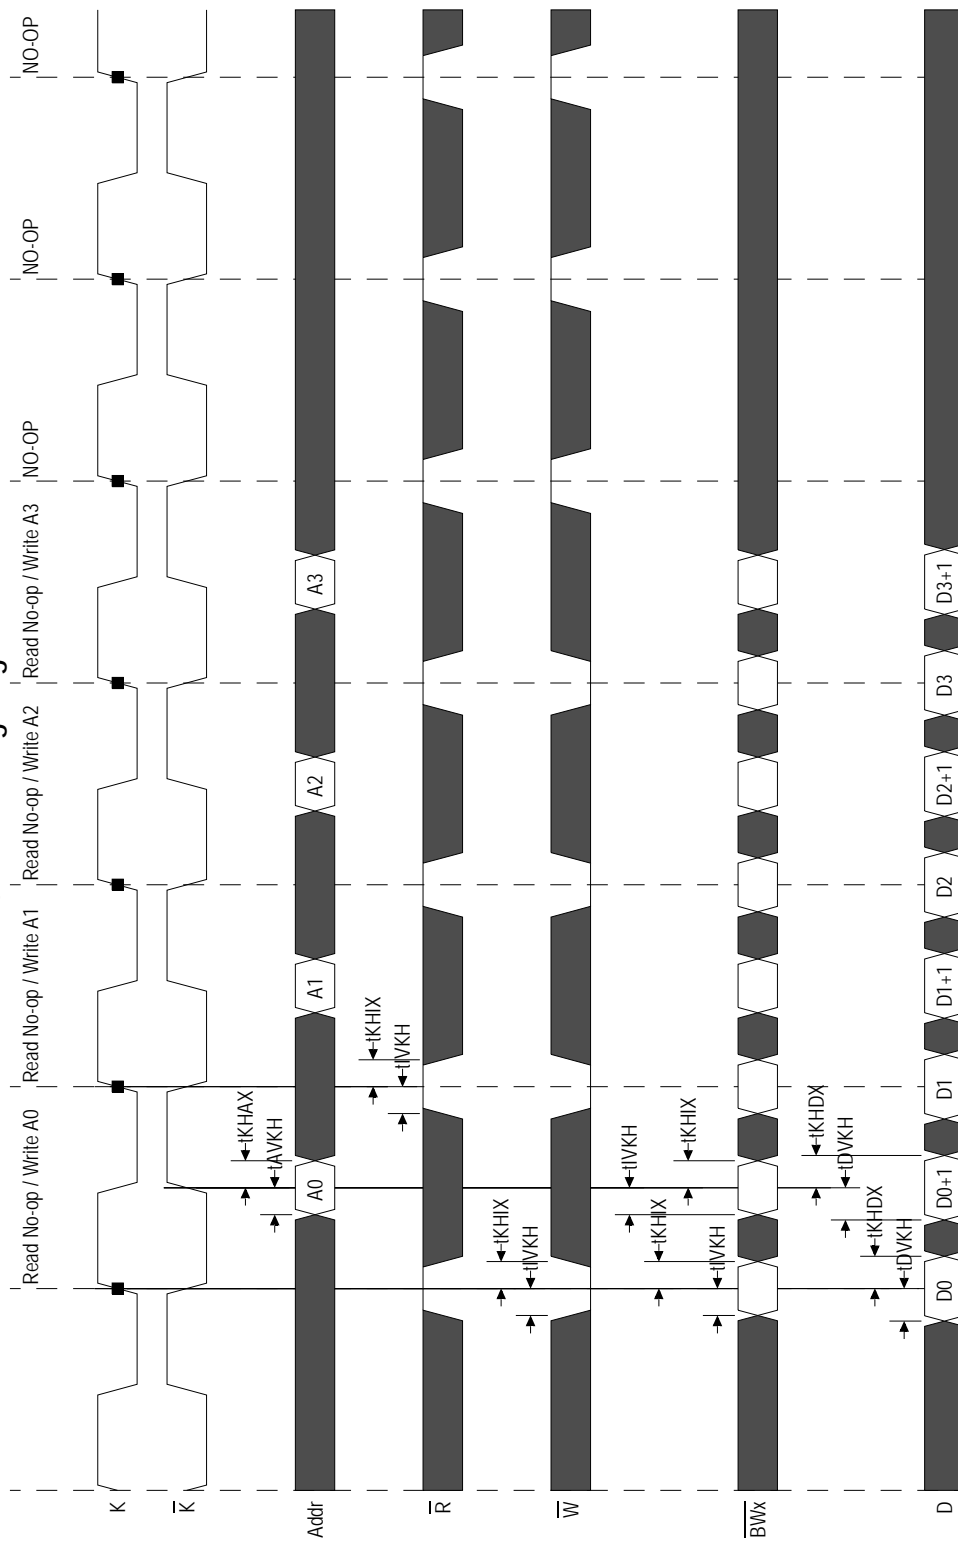 Read No-op / Write A0 Read No-op / Write A1 Read No-op / Write A2 Read No-op / Write A3 NO-OP NO-OP NO-OP
K
K̅
tKHAX
tAVKH
Addr A0 A1 A2 A3
tKHIX
tIVKH
R̅
tKHIX
tIVKH
W̅
tIVKH
tKHIX
tKHIX
tIVKH
B̅W̅x̅
tKHDX
tDVKH
tKHDX
tDVKH
D D0 D0+1 D1 D1+1 D2 D2+1 D3 D3+1